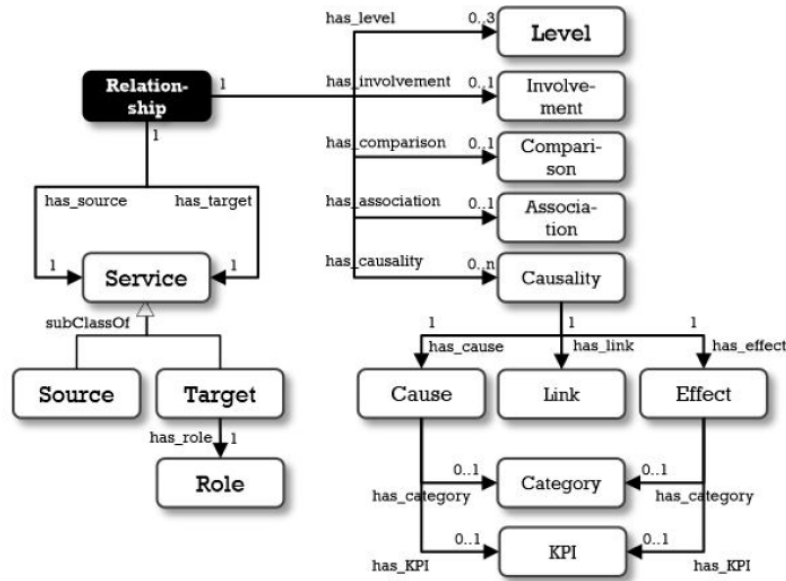 has_level
0..3
Level
Relation-
ship
1
has_involvement
0..1
Involve-
ment
1
has_comparison
0..1
Compari-
son
has_source
has_target
has_association
0..1
Associa-
tion
1
Service
1
has_causality
0..n
Causality
subClassOf
1
1
1
has_cause
has_link
has_effect
Source
Target
Cause
Link
Effect
has_role
1
Role
0..1
Category
0..1
has_category
has_category
0..1
KPI
0..1
has_KPI
has_KPI